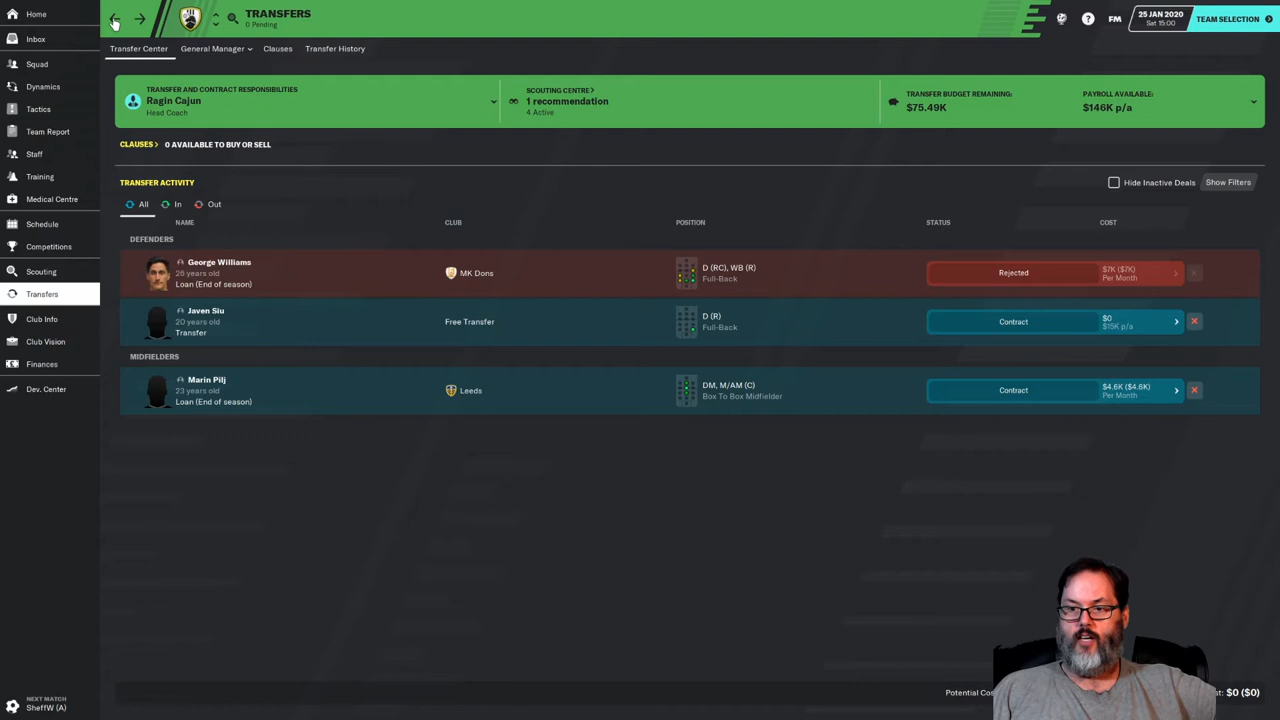 Home
Inbox
Squad
Dynamics
Tactics
Team Report
Staff
Training
Medical Centre
Schedule
Competitions
Scouting
Transfers
Club Info
Club Vision
Finances
Dev. Center
NEXT MATCH
SheffW (A)
TRANSFERS
0 Pending
FM
25 JAN 2020
Sat 15:00
TEAM SELECTION
Transfer Center
General Manager
Clauses
Transfer History
TRANSFER AND CONTRACT RESPONSIBILITIES
Ragin Cajun
Head Coach
SCOUTING CENTRE >
1 recommendation
4 Active
TRANSFER BUDGET REMAINING:
$75.49K
PAYROLL AVAILABLE:
$146K p/a
CLAUSES > 0 AVAILABLE TO BUY OR SELL
TRANSFER ACTIVITY
Hide Inactive Deals
Show Filters
All
In
Out
NAME
CLUB
POSITION
STATUS
COST
DEFENDERS
George Williams
26 years old
Loan (End of season)
MK Dons
D (RC), WB (R)
Full-Back
Rejected
$7K ($7K)
Per Month
Javen Siu
20 years old
Transfer
Free Transfer
D (R)
Full-Back
Contract
$0
$15K p/a
MIDFIELDERS
Marin Pilj
23 years old
Loan (End of season)
Leeds
DM, M/AM (C)
Box To Box Midfielder
Contract
$4.6K ($4.6K)
Per Month
Potential
$0 ($0)